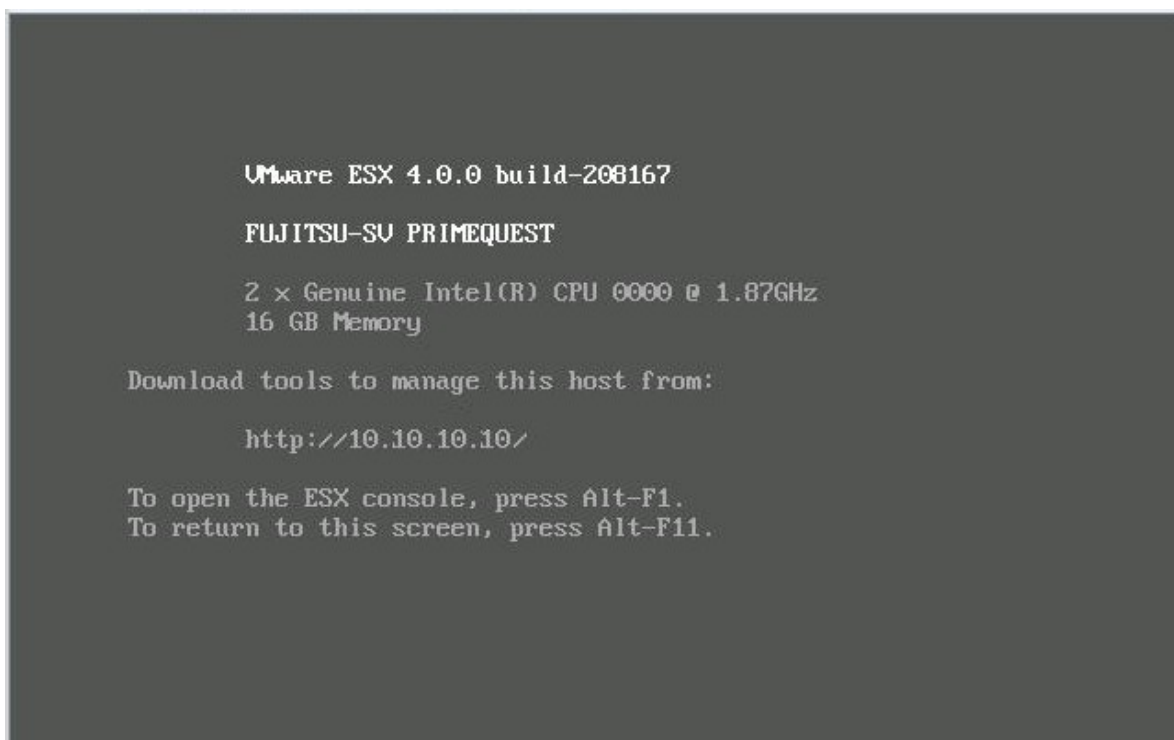 VMware ESX 4.0.0 build-208167
FUJITSU-SV PRIMEQUEST
2 x Genuine Intel(R) CPU 0000 @ 1.87GHz
16 GB Memory
Download tools to manage this host from:
http://10.10.10.10/
To open the ESX console, press Alt-F1.
To return to this screen, press Alt-F11.